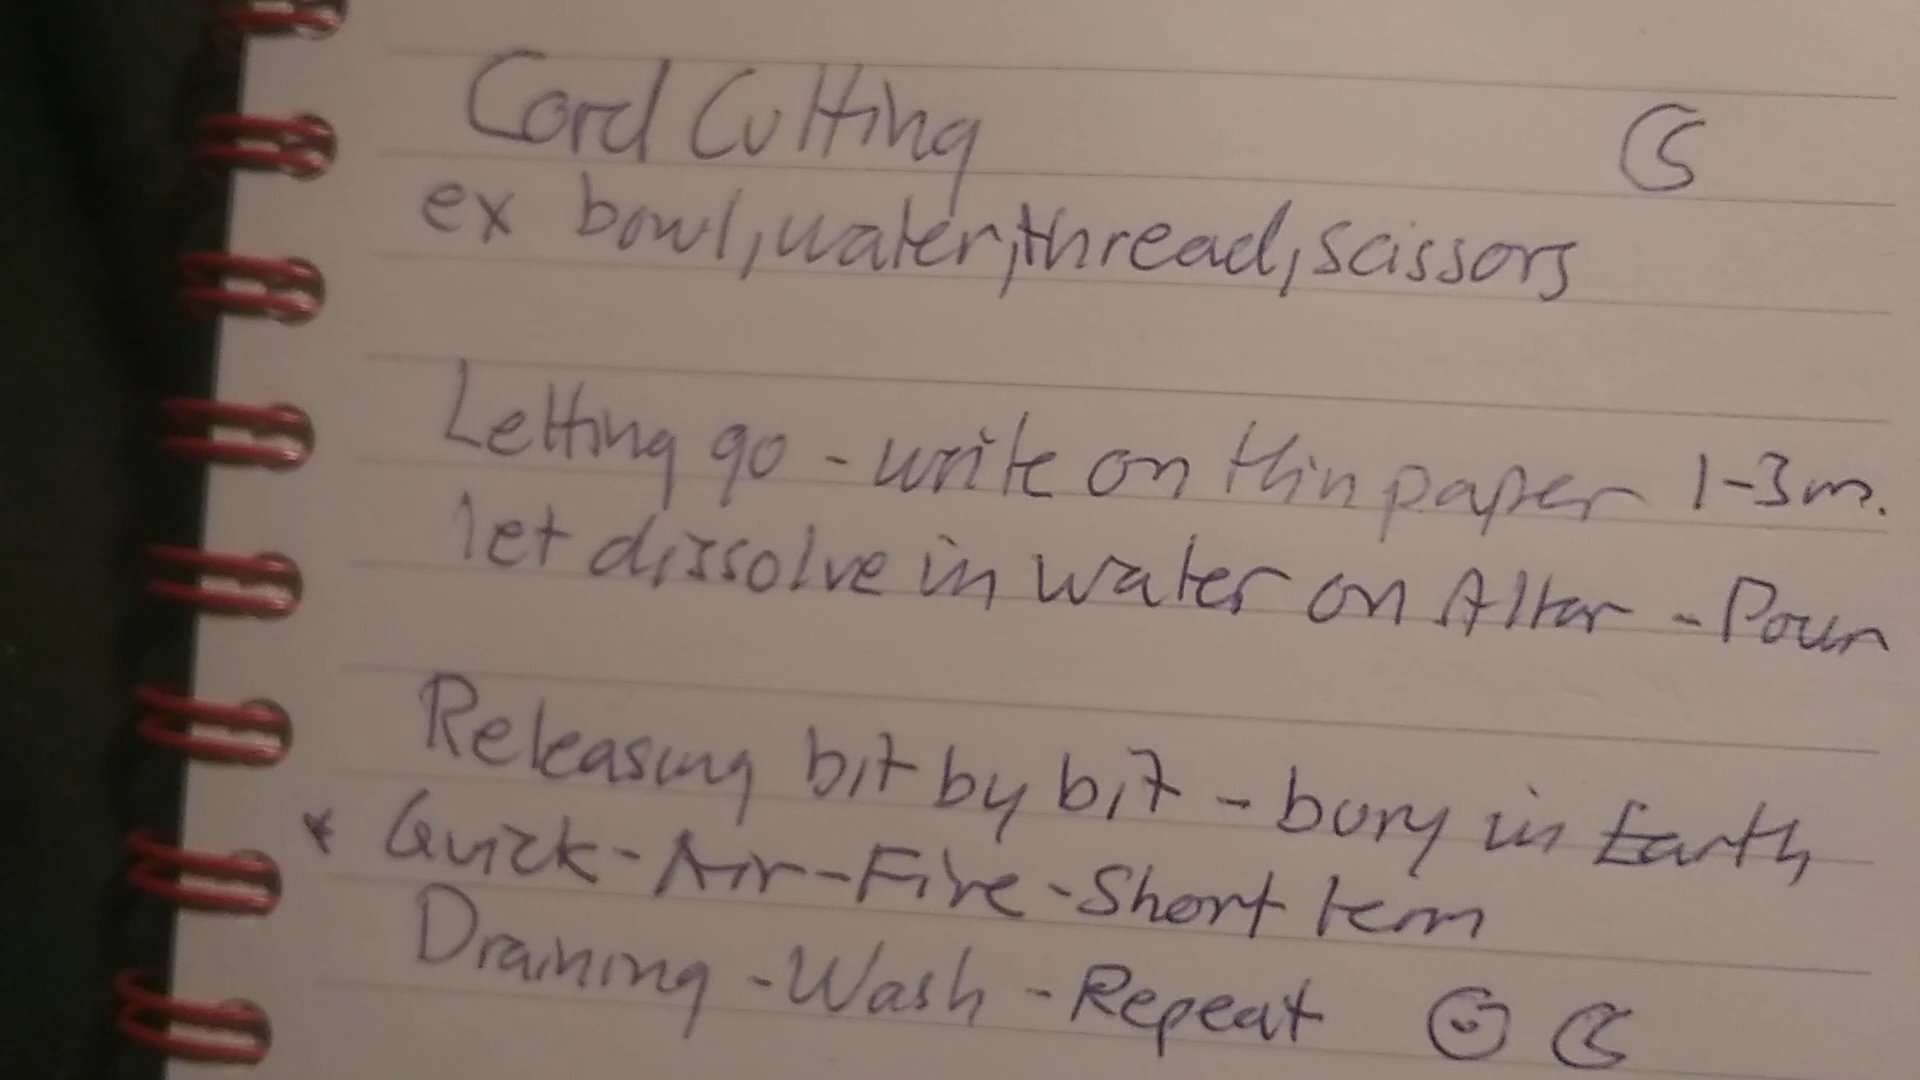 Cord Cutting ☾
ex bowl, water, thread, scissors
Letting go - write on thin paper 1-3m.
let dissolve in water on Altar - Pour
Releasing bit by bit - bury in Earth,
* Quick - Air - Fire - Short term
Draining - Wash - Repeat ☉ ☾